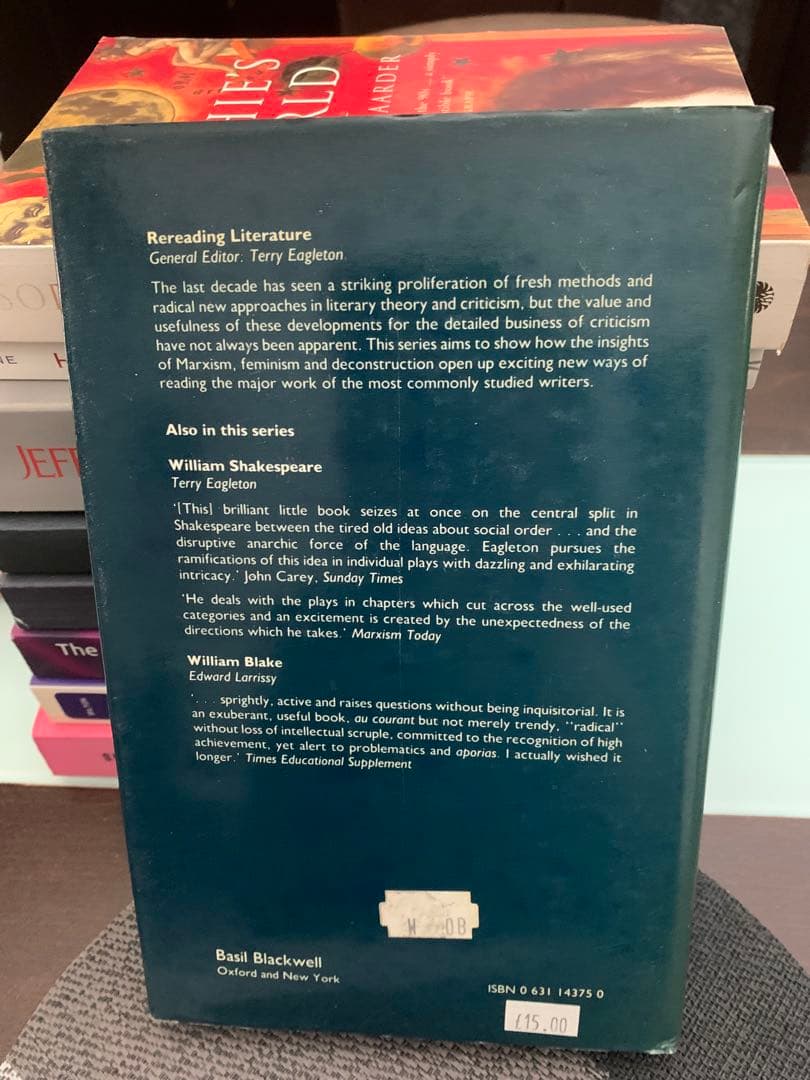 HIE'S
RLD
AARDER
Rereading Literature
General Editor: Terry Eagleton
The last decade has seen a striking proliferation of fresh methods and
radical new approaches in literary theory and criticism, but the value and
usefulness of these developments for the detailed business of criticism
have not always been apparent. This series aims to show how the insights
of Marxism, feminism and deconstruction open up exciting new ways of
reading the major work of the most commonly studied writers.
Also in this series
William Shakespeare
Terry Eagleton
'[This] brilliant little book seizes at once on the central split in
Shakespeare between the tired old ideas about social order . . . and the
disruptive anarchic force of the language. Eagleton pursues the
ramifications of this idea in individual plays with dazzling and exhilarating
intricacy.' John Carey, Sunday Times
'He deals with the plays in chapters which cut across the well-used
categories and an excitement is created by the unexpectedness of the
directions which he takes.' Marxism Today
William Blake
Edward Larrissy
'. . . sprightly, active and raises questions without being inquisitorial. It is
an exuberant, useful book, au courant but not merely trendy, "radical"
without loss of intellectual scruple, committed to the recognition of high
achievement, yet alert to problematics and aporias. I actually wished it
longer.' Times Educational Supplement
Basil Blackwell
Oxford and New York
ISBN 0 631 14375 0
£15.00
JEF
The